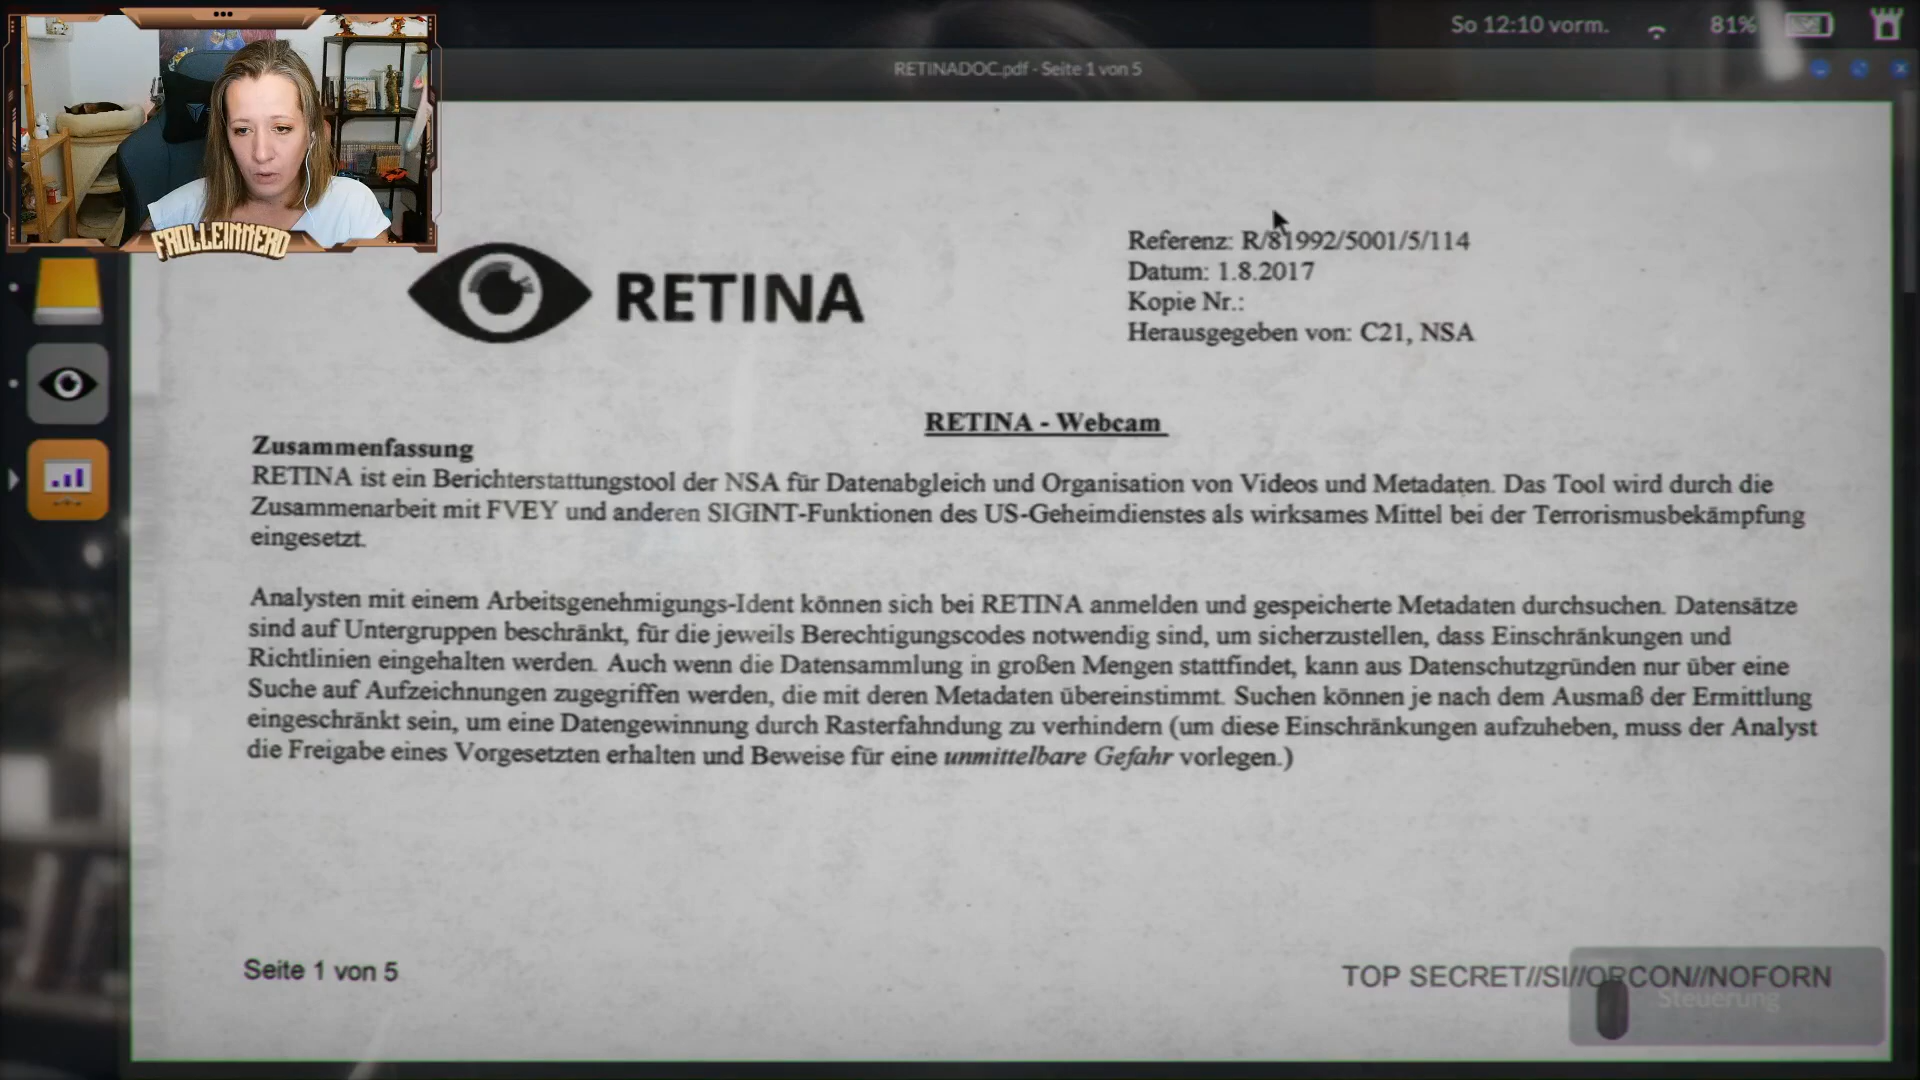 So 12:10 vorm.
81%
RETINADOC.pdf - Seite 1 von 5
FROLLEINNERD
RETINA
Referenz: R/81992/5001/5/114
Datum: 1.8.2017
Kopie Nr.:
Herausgegeben von: C21, NSA
RETINA - Webcam
Zusammenfassung
RETINA ist ein Berichterstattungstool der NSA für Datenabgleich und Organisation von Videos und Metadaten. Das Tool wird durch die
Zusammenarbeit mit FVEY und anderen SIGINT-Funktionen des US-Geheimdienstes als wirksames Mittel bei der Terrorismusbekämpfung
eingesetzt.
Analysten mit einem Arbeitsgenehmigungs-Ident können sich bei RETINA anmelden und gespeicherte Metadaten durchsuchen. Datensätze
sind auf Untergruppen beschränkt, für die jeweils Berechtigungscodes notwendig sind, um sicherzustellen, dass Einschränkungen und
Richtlinien eingehalten werden. Auch wenn die Datensammlung in großen Mengen stattfindet, kann aus Datenschutzgründen nur über eine
Suche auf Aufzeichnungen zugegriffen werden, die mit deren Metadaten übereinstimmt. Suchen können je nach dem Ausmaß der Ermittlung
eingeschränkt sein, um eine Datengewinnung durch Rasterfahndung zu verhindern (um diese Einschränkungen aufzuheben, muss der Analyst
die Freigabe eines Vorgesetzten erhalten und Beweise für eine unmittelbare Gefahr vorlegen.)
Seite 1 von 5
TOP SECRET//SI//ORCON//NOFORN
Steuerung